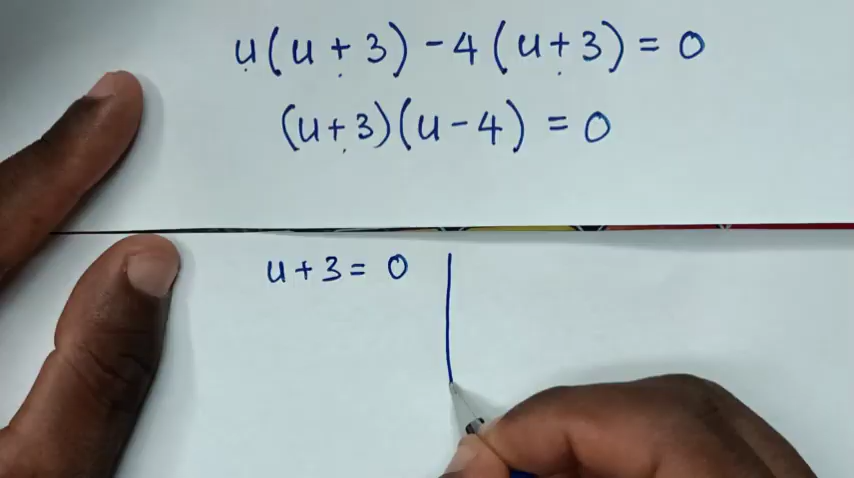 u(u + 3) - 4(u + 3) = 0
(u + 3)(u - 4) = 0
u + 3 = 0